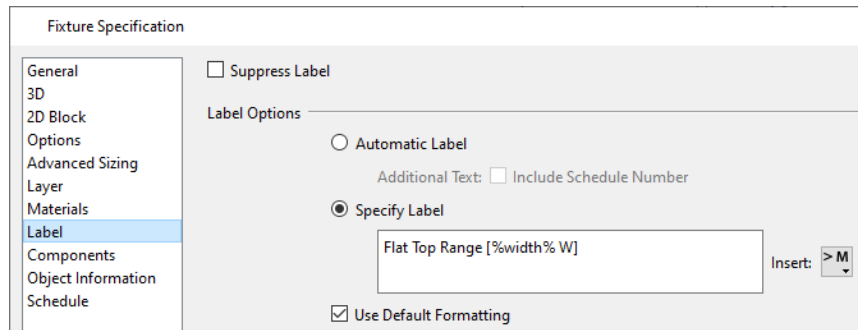 Fixture Specification
General
3D
2D Block
Options
Advanced Sizing
Layer
Materials
Label
Components
Object Information
Schedule
Suppress Label
Label Options
Automatic Label
Additional Text: Include Schedule Number
Specify Label
Flat Top Range [%width% W]
Insert: > M
Use Default Formatting